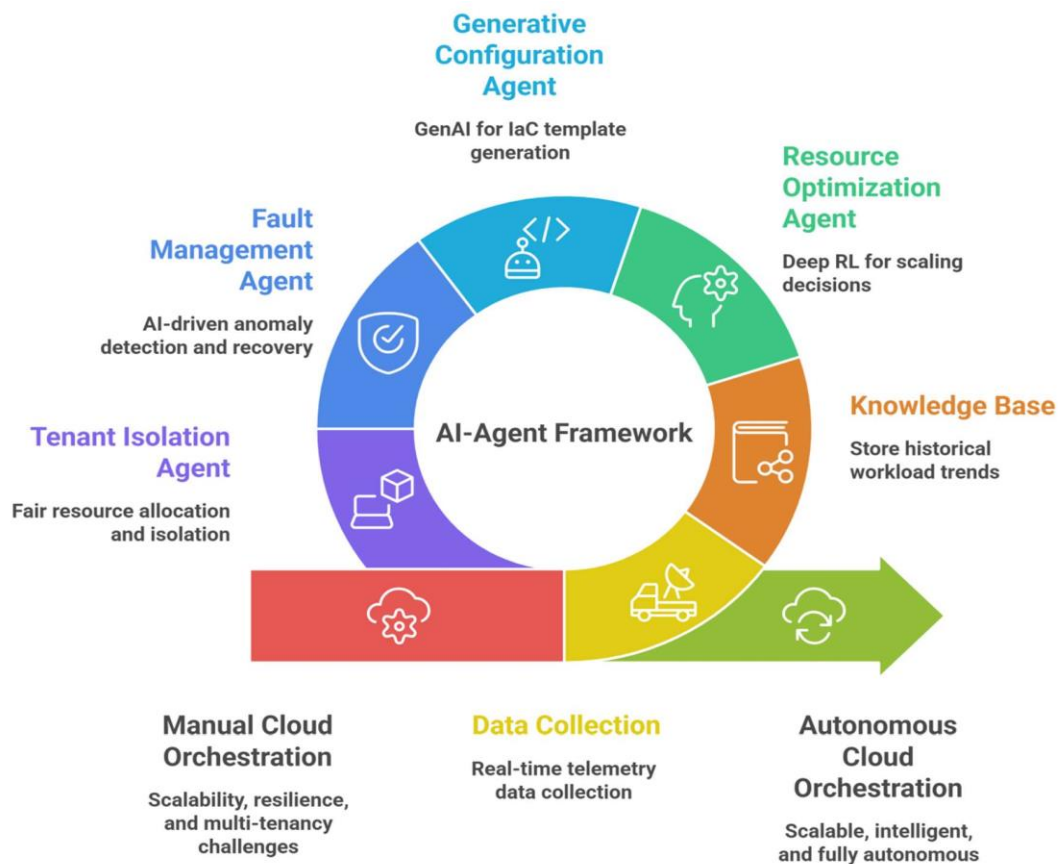 Generative
Configuration
Agent
GenAI for IaC template
generation
Resource
Optimization
Agent
Deep RL for scaling
decisions
Fault
Management
Agent
AI-driven anomaly
detection and recovery
AI-Agent Framework
Knowledge Base
Store historical
workload trends
Tenant Isolation
Agent
Fair resource allocation
and isolation
Manual Cloud
Orchestration
Scalability, resilience,
and multi-tenancy
challenges
Data Collection
Real-time telemetry
data collection
Autonomous
Cloud
Orchestration
Scalable, intelligent,
and fully autonomous